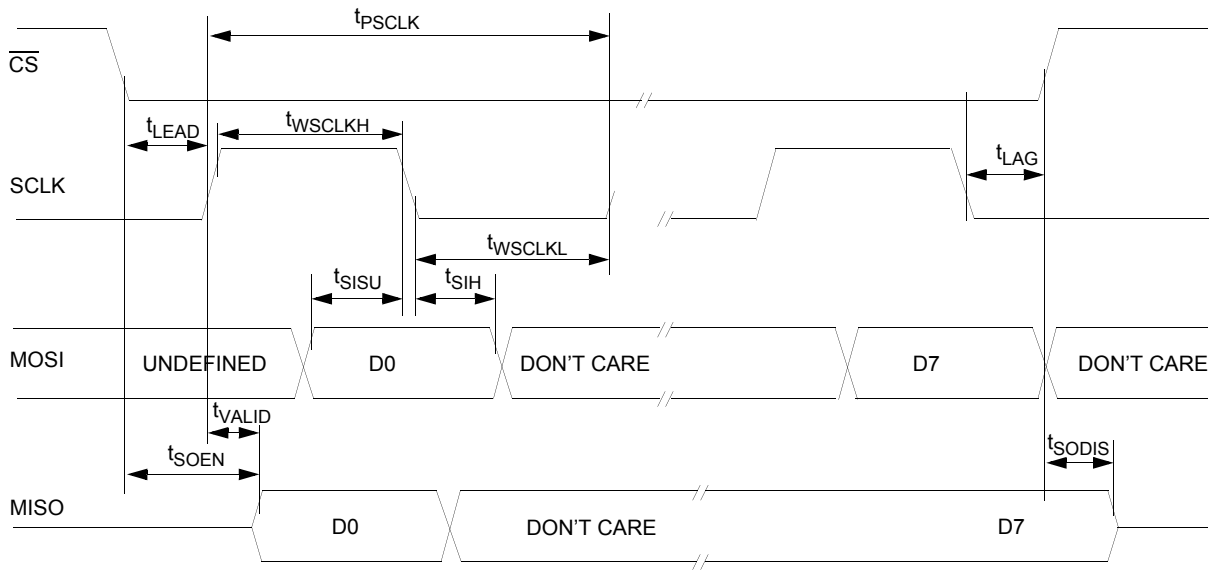 tPSCLK
CS
tLEAD
tWSCLKH
tLAG
SCLK
tWSCLKL
tSISU
tSIH
MOSI
UNDEFINED
D0
DON'T CARE
D7
DON'T CARE
tVALID
tSOEN
tSODIS
MISO
D0
DON'T CARE
D7